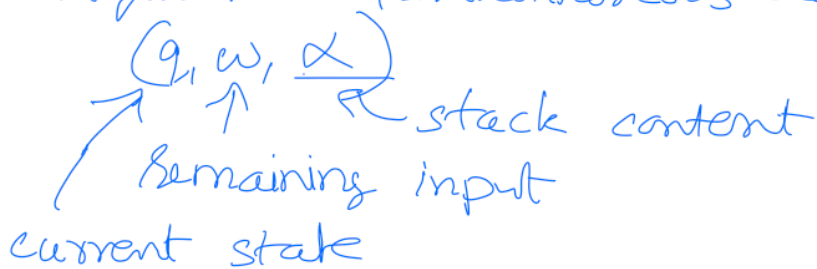 (q, w, α)
stack content
remaining input
current state